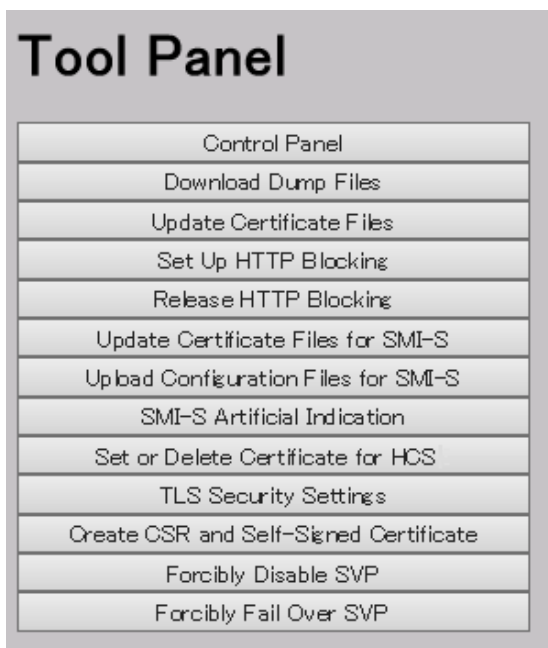 Tool Panel
Control Panel
Download Dump Files
Update Certificate Files
Set Up HTTP Blocking
Release HTTP Blocking
Update Certificate Files for SMI-S
Upload Configuration Files for SMI-S
SMI-S Artificial Indication
Set or Delete Certificate for HCS
TLS Security Settings
Create CSR and Self-Signed Certificate
Forcibly Disable SVP
Forcibly Fail Over SVP